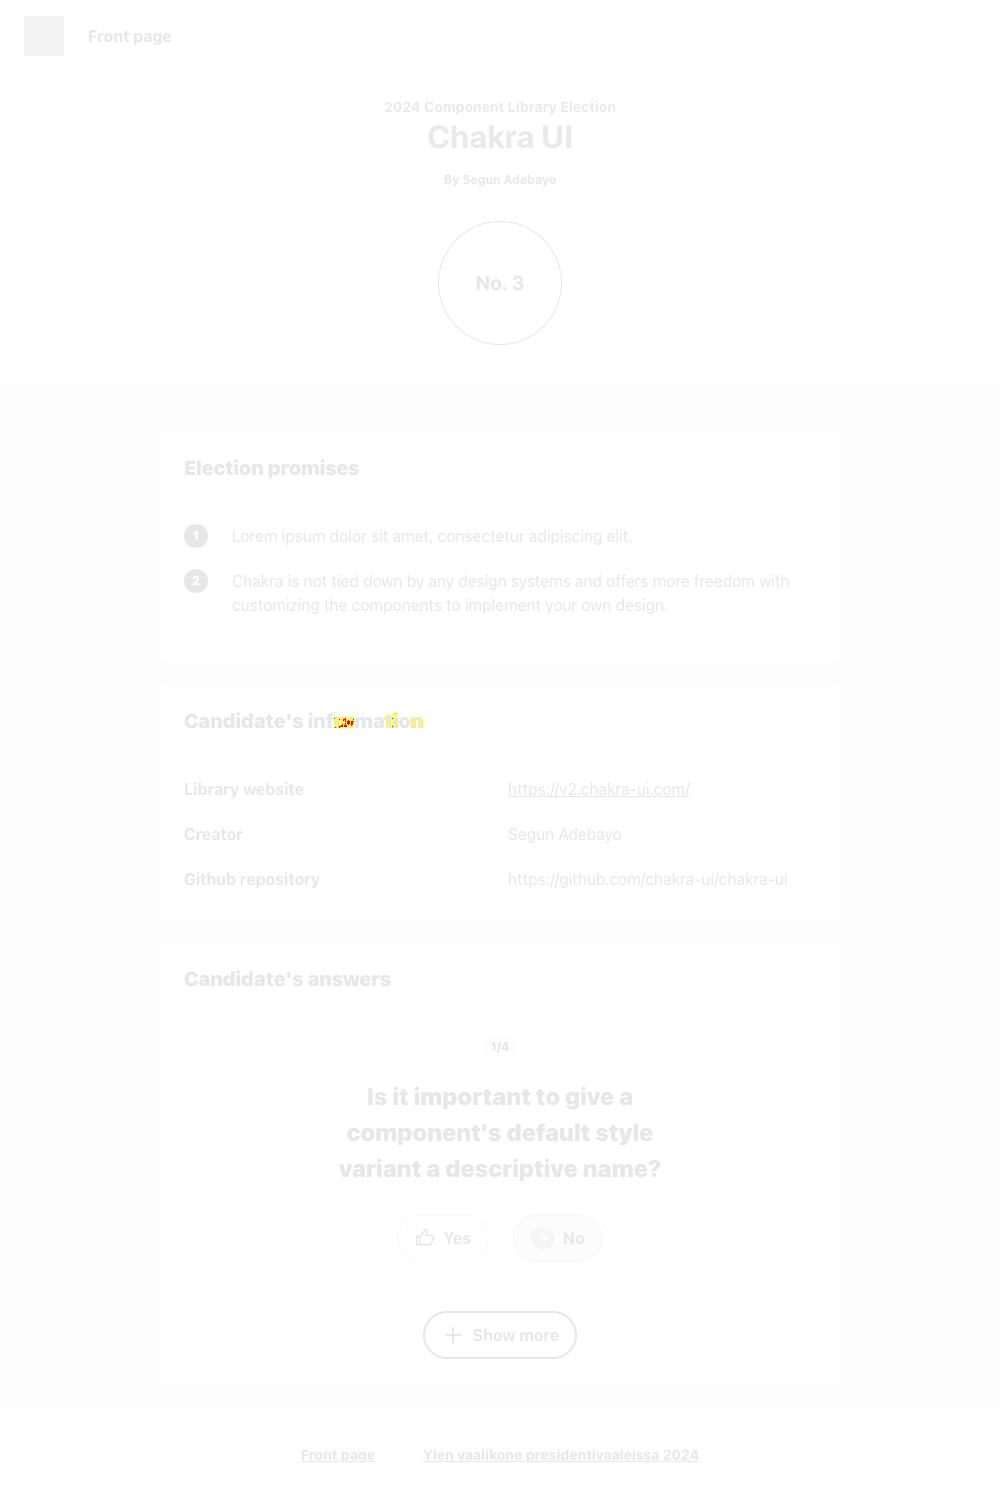 Front page
2024 Component Library Election
Chakra UI
By Segun Adebayo
No. 3
Election promises
1 Lorem ipsum dolor sit amet, consectetur adipiscing elit.
2 Chakra is not tied down by any design systems and offers more freedom with
customizing the components to implement your own design.
Candidate's
Library website https://v2.chakra-ui.com/
Creator Segun Adebayo
Github repository https://github.com/chakra-ui/chakra-ui
Candidate's answers
1/4
Is it important to give a
component's default style
variant a descriptive name?
Yes No
Show more
Front page Ylen vaalikone presidentivaaleissa 2024